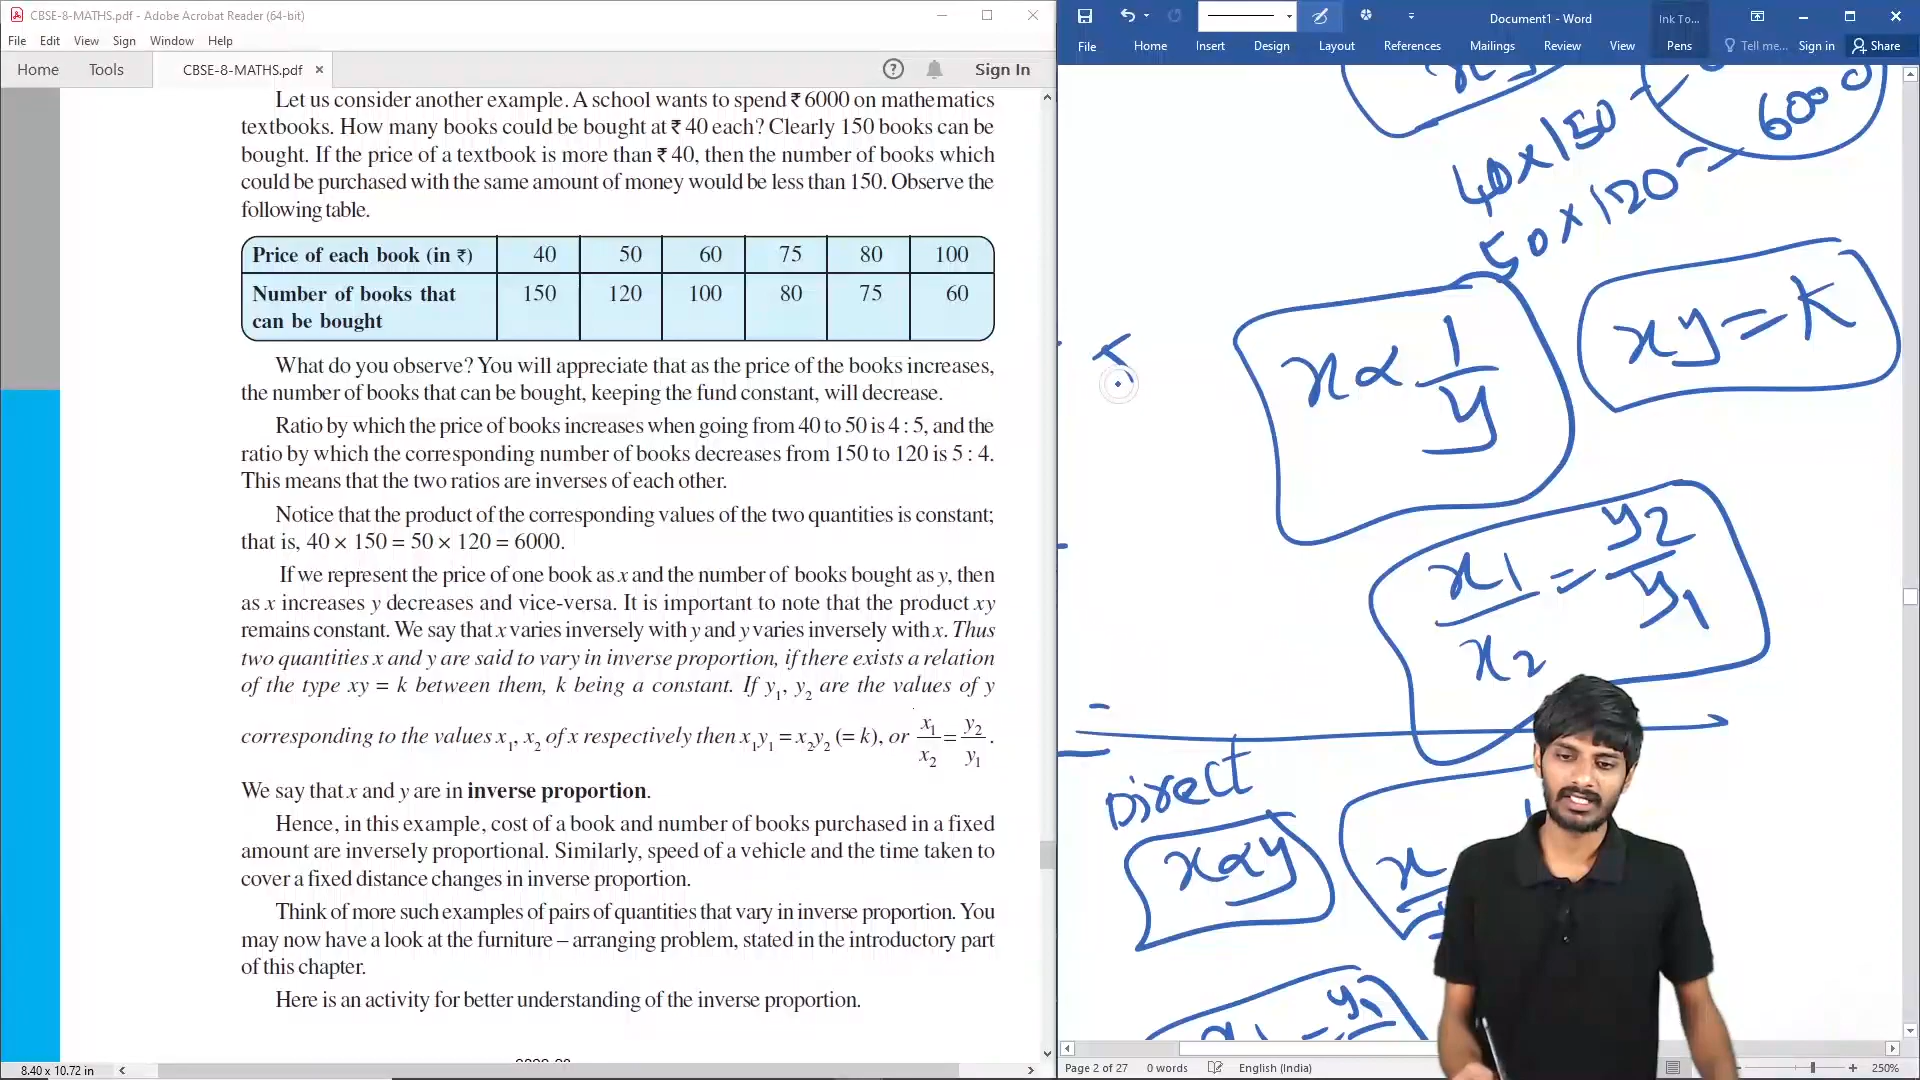 CBSE-8-MATHS.pdf - Adobe Acrobat Reader (64-bit)
File Edit View Sign Window Help
Home Tools CBSE-8-MATHS.pdf × Sign In
Let us consider another example. A school wants to spend ₹ 6000 on mathematics
textbooks. How many books could be bought at ₹ 40 each? Clearly 150 books can be
bought. If the price of a textbook is more than ₹ 40, then the number of books which
could be purchased with the same amount of money would be less than 150. Observe the
following table.
Price of each book (in ₹) 40 50 60 75 80 100
Number of books that 150 120 100 80 75 60
can be bought
What do you observe? You will appreciate that as the price of the books increases,
the number of books that can be bought, keeping the fund constant, will decrease.
Ratio by which the price of books increases when going from 40 to 50 is 4 : 5, and the
ratio by which the corresponding number of books decreases from 150 to 120 is 5 : 4.
This means that the two ratios are inverses of each other.
Notice that the product of the corresponding values of the two quantities is constant;
that is, 40 × 150 = 50 × 120 = 6000.
If we represent the price of one book as x and the number of books bought as y, then
as x increases y decreases and vice-versa. It is important to note that the product xy
remains constant. We say that x varies inversely with y and y varies inversely with x. Thus
two quantities x and y are said to vary in inverse proportion, if there exists a relation
of the type xy = k between them, k being a constant. If y₁, y₂ are the values of y
corresponding to the values x₁, x₂ of x respectively then x₁y₁ = x₂y₂ (= k), or x₁/x₂ = y₂/y₁ .
We say that x and y are in inverse proportion.
Hence, in this example, cost of a book and number of books purchased in a fixed
amount are inversely proportional. Similarly, speed of a vehicle and the time taken to
cover a fixed distance changes in inverse proportion.
Think of more such examples of pairs of quantities that vary in inverse proportion. You
may now have a look at the furniture – arranging problem, stated in the introductory part
of this chapter.
Here is an activity for better understanding of the inverse proportion.
8.40 x 10.72 in
Document1 - Word
Ink To...
File Home Insert Design Layout References Mailings Review View Pens Tell me... Sign in Share
6000
40 x 150
50 x 120
x ∝ 1/y
xy = k
x1/x2 = y2/y1
Direct
x ∝ y
x
Page 2 of 27 0 words English (India) 250%